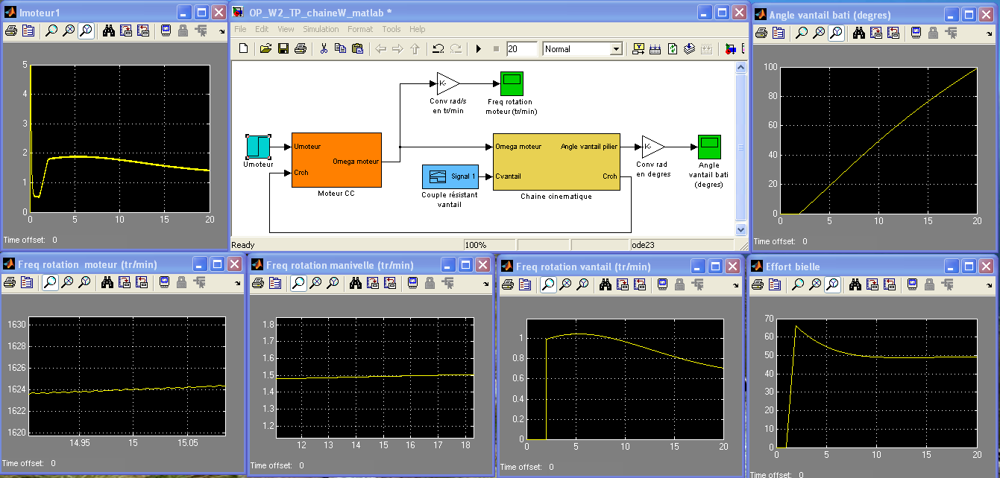 Imoteur1
5
4
3
2
1
0
0 5 10 15 20
Time offset: 0
OP_W2_TP_chaineW_matlab *
File Edit View Simulation Format Tools Help
20 Normal
K-
Conv rad/s
en tr/min
Freq rotation
moteur (tr/min)
Umoteur
Umoteur
Omega moteur
Crch
Moteur CC
Signal 1
Couple résistant
vantail
Omega moteur
Angle vantail pilier
Cvantail
Crch
Chaine cinematique
K-
Conv rad
en degres
Angle
vantail bati
(degres)
Ready 100% ode23
Angle vantail bati (degres)
100
80
60
40
20
0
0 5 10 15 20
Time offset: 0
Freq rotation moteur (tr/min)
1630
1628
1626
1624
1622
1620
14.95 15 15.05
Time offset: 0
Freq rotation manivelle (tr/min)
1.8
1.7
1.6
1.5
1.4
1.3
1.2
12 13 14 15 16 17 18
Time offset: 0
Freq rotation vantail (tr/min)
1
0.8
0.6
0.4
0.2
0
0 5 10 15 20
Time offset: 0
Effort bielle
70
60
50
40
30
20
10
0
0 5 10 15 20
Time offset: 0